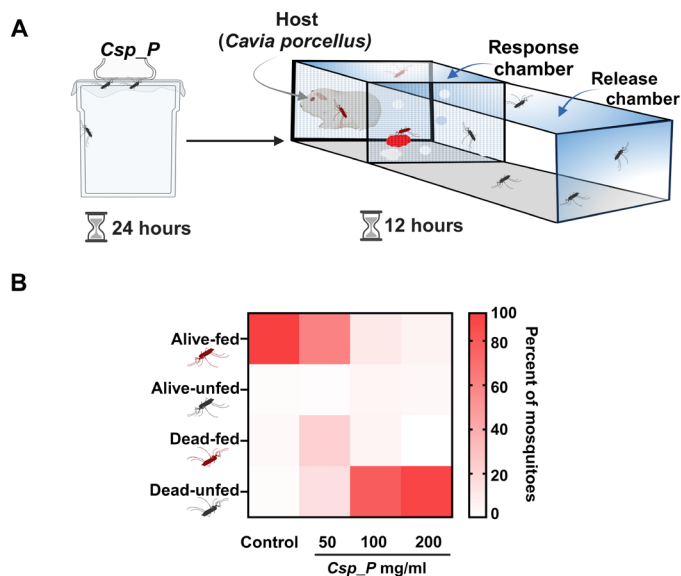 A
Csp_P
24 hours
Host
(Cavia porcellus)
Response
chamber
Release
chamber
12 hours
B
Alive-fed
Alive-unfed
Dead-fed
Dead-unfed
Control
50
100
200
Csp_P mg/ml
100
80
60
40
20
0
Percent of mosquitoes